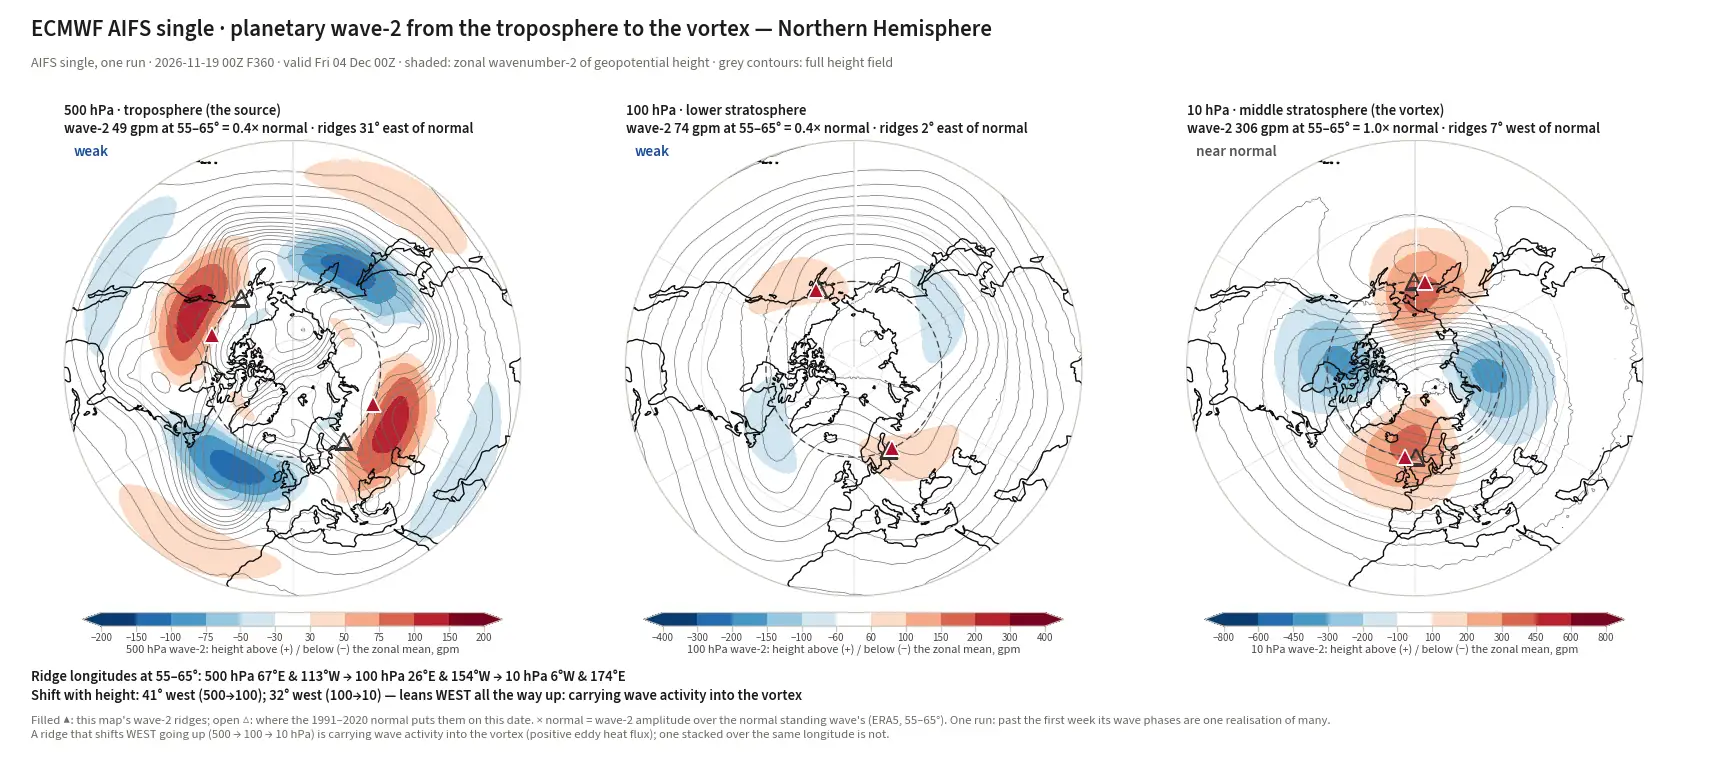 ECMWF AIFS single · planetary wave-2 from the troposphere to the vortex — Northern Hemisphere
AIFS single, one run · 2026-11-19 00Z F360 · valid Fri 04 Dec 00Z · shaded: zonal wavenumber-2 of geopotential height · grey contours: full height field
500 hPa · troposphere (the source)
wave-2 49 gpm at 55–65° = 0.4× normal · ridges 31° east of normal
weak
100 hPa · lower stratosphere
wave-2 74 gpm at 55–65° = 0.4× normal · ridges 2° east of normal
weak
10 hPa · middle stratosphere (the vortex)
wave-2 306 gpm at 55–65° = 1.0× normal · ridges 7° west of normal
near normal
−200 −150 −100 −75 −50 −30 30 50 75 100 150 200
500 hPa wave-2: height above (+) / below (−) the zonal mean, gpm
−400 −300 −200 −150 −100 −60 60 100 150 200 300 400
100 hPa wave-2: height above (+) / below (−) the zonal mean, gpm
−800 −600 −450 −300 −200 −100 100 200 300 450 600 800
10 hPa wave-2: height above (+) / below (−) the zonal mean, gpm
Ridge longitudes at 55–65°: 500 hPa 67°E & 113°W → 100 hPa 26°E & 154°W → 10 hPa 6°W & 174°E
Shift with height: 41° west (500→100); 32° west (100→10) — leans WEST all the way up: carrying wave activity into the vortex
Filled ▲: this map's wave-2 ridges; open △: where the 1991–2020 normal puts them on this date. × normal = wave-2 amplitude over the normal standing wave's (ERA5, 55–65°). One run: past the first week its wave phases are one realisation of many.
A ridge that shifts WEST going up (500 → 100 → 10 hPa) is carrying wave activity into the vortex (positive eddy heat flux); one stacked over the same longitude is not.